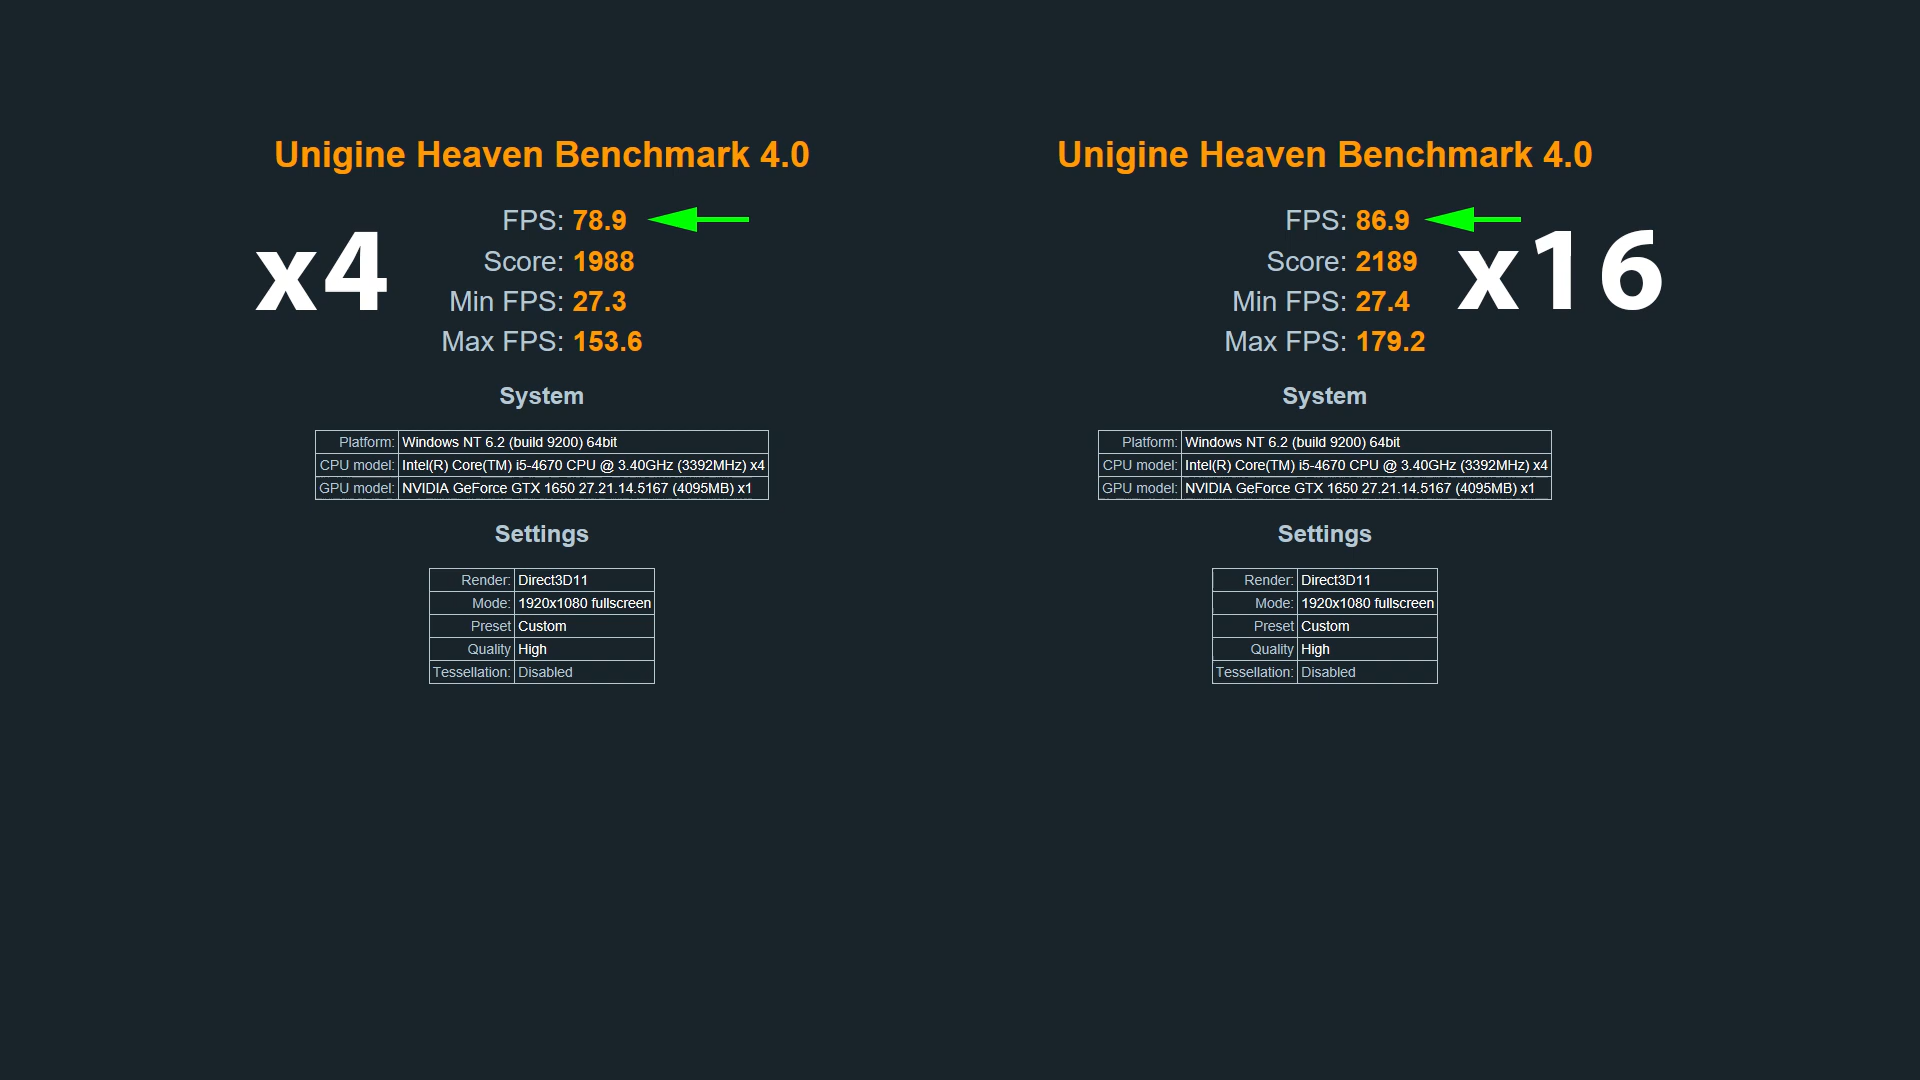 Unigine Heaven Benchmark 4.0
x4
FPS: 78.9
Score: 1988
Min FPS: 27.3
Max FPS: 153.6
System
Platform: Windows NT 6.2 (build 9200) 64bit
CPU model: Intel(R) Core(TM) i5-4670 CPU @ 3.40GHz (3392MHz) x4
GPU model: NVIDIA GeForce GTX 1650 27.21.14.5167 (4095MB) x1
Settings
Render: Direct3D11
Mode: 1920x1080 fullscreen
Preset Custom
Quality High
Tessellation: Disabled
Unigine Heaven Benchmark 4.0
x16
FPS: 86.9
Score: 2189
Min FPS: 27.4
Max FPS: 179.2
System
Platform: Windows NT 6.2 (build 9200) 64bit
CPU model: Intel(R) Core(TM) i5-4670 CPU @ 3.40GHz (3392MHz) x4
GPU model: NVIDIA GeForce GTX 1650 27.21.14.5167 (4095MB) x1
Settings
Render: Direct3D11
Mode: 1920x1080 fullscreen
Preset Custom
Quality High
Tessellation: Disabled